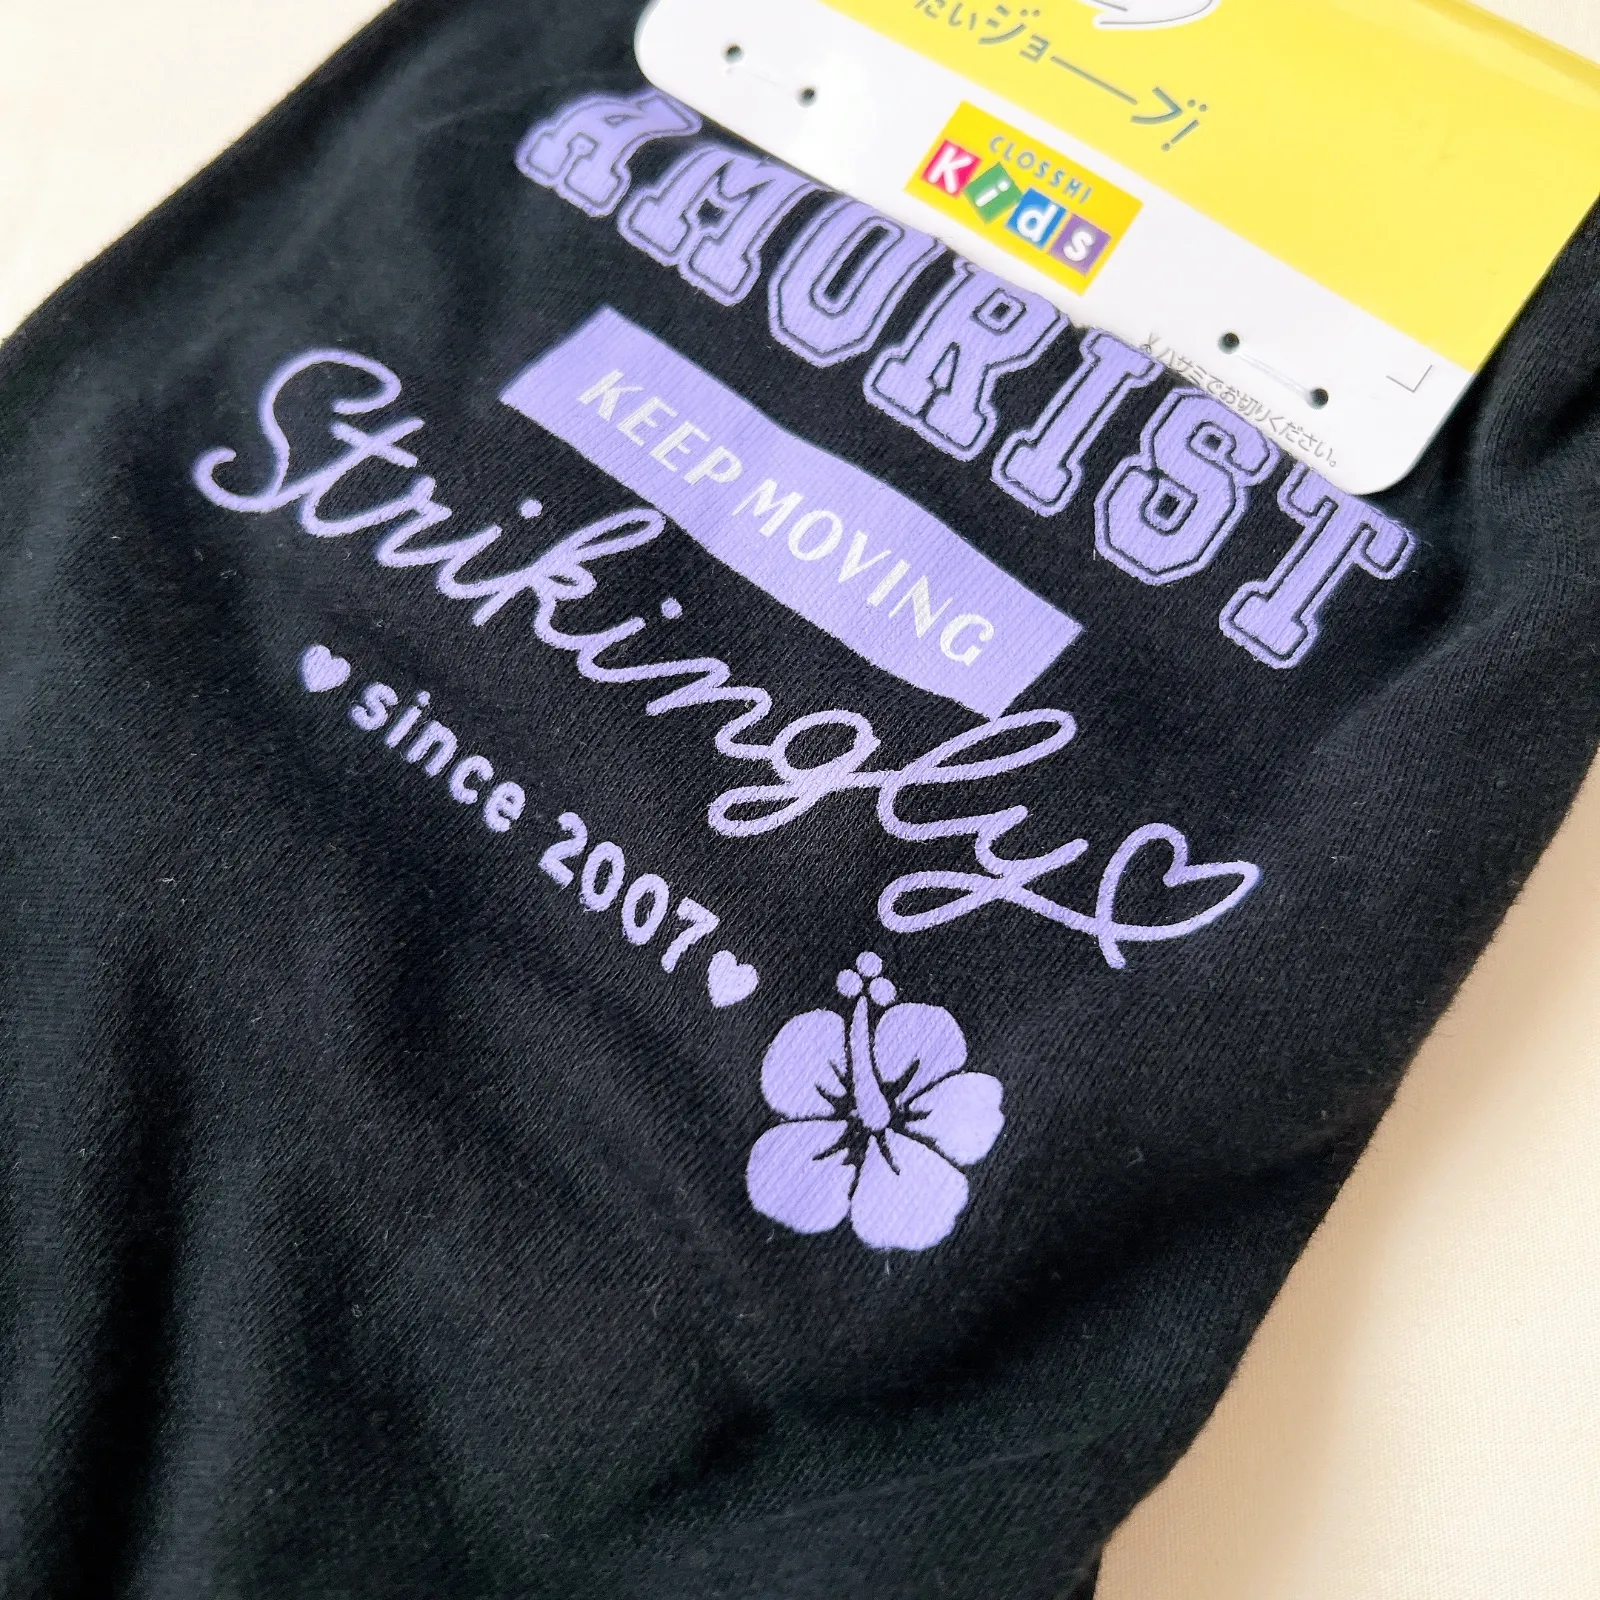 たいジョーブ!
CLOSSHI
Kids
ハサミでお切りください。
AMORIST
KEEP MOVING
Strikingly
since 2007